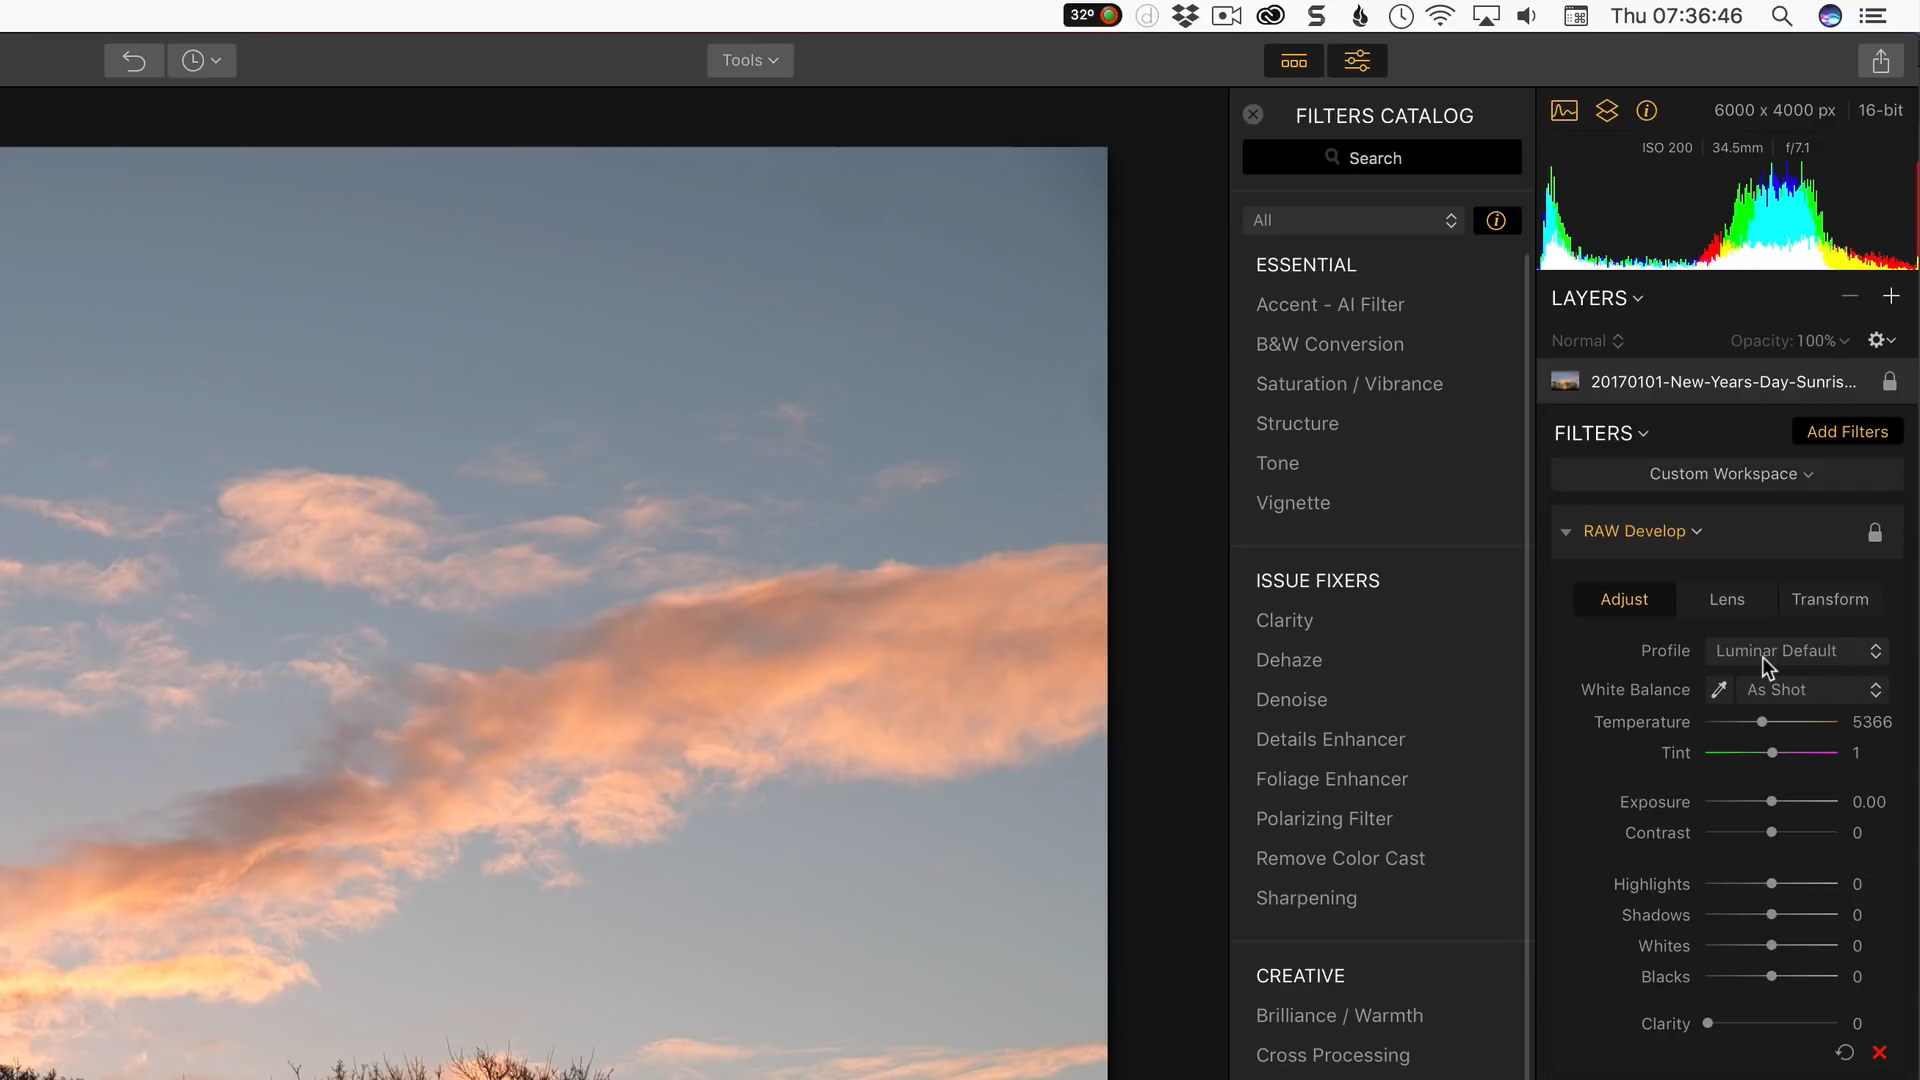 32º
Thu 07:36:46
Tools
FILTERS CATALOG
Search
All
ESSENTIAL
Accent - AI Filter
B&W Conversion
Saturation / Vibrance
Structure
Tone
Vignette
ISSUE FIXERS
Clarity
Dehaze
Denoise
Details Enhancer
Foliage Enhancer
Polarizing Filter
Remove Color Cast
Sharpening
CREATIVE
Brilliance / Warmth
Cross Processing
6000 x 4000 px 16-bit
ISO 200 34.5mm f/7.1
LAYERS
Normal Opacity: 100%
20170101-New-Years-Day-Sunris...
FILTERS Add Filters
Custom Workspace
RAW Develop
Adjust Lens Transform
Profile Luminar Default
White Balance As Shot
Temperature 5366
Tint 1
Exposure 0.00
Contrast 0
Highlights 0
Shadows 0
Whites 0
Blacks 0
Clarity 0